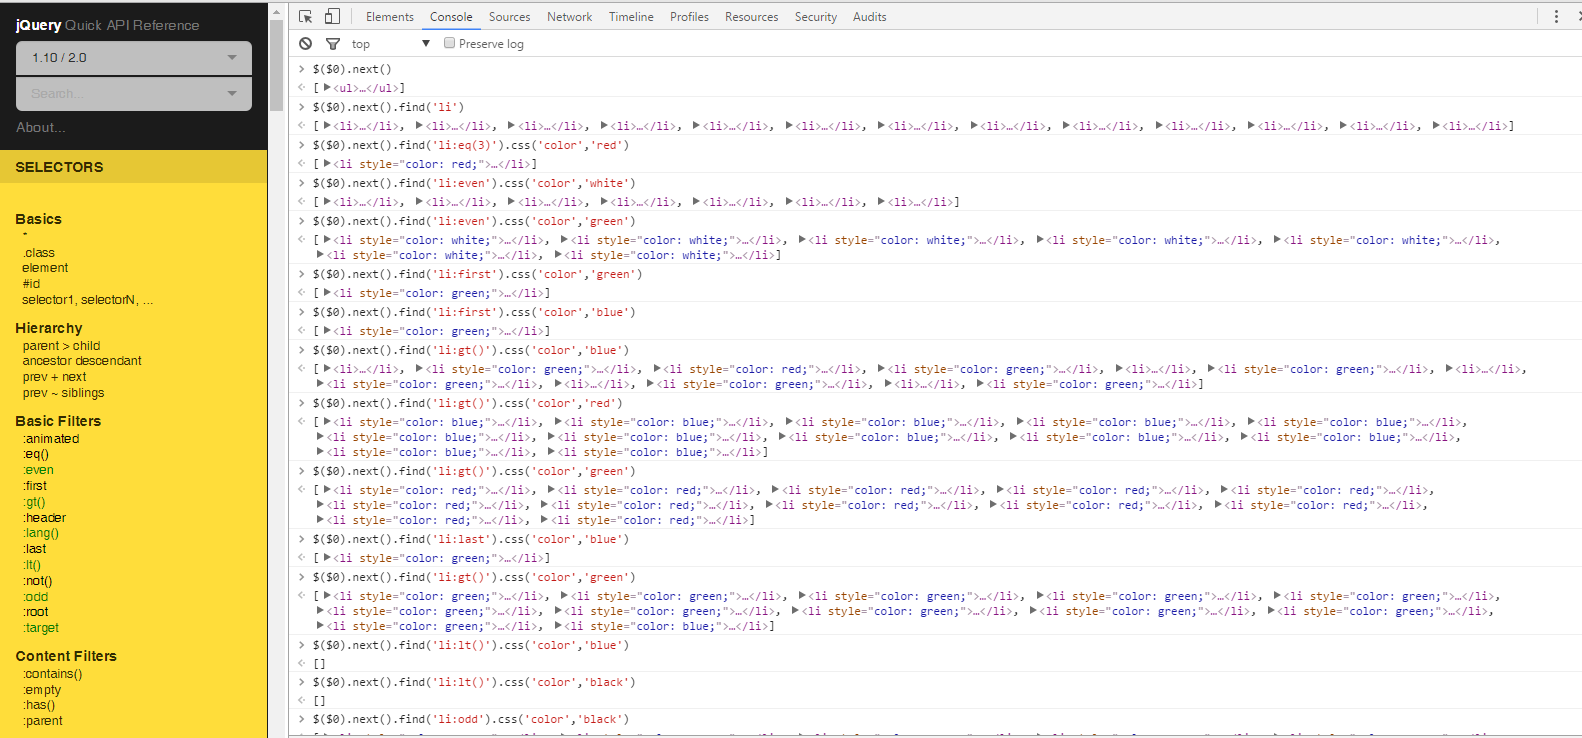 jQuery Quick API Reference
1.10 / 2.0
Search...
About...
SELECTORS
Basics
*
.class
element
#id
selector1, selectorN, ...
Hierarchy
parent > child
ancestor descendant
prev + next
prev ~ siblings
Basic Filters
:animated
:eq()
:even
:first
:gt()
:header
:lang()
:last
:lt()
:not()
:odd
:root
:target
Content Filters
:contains()
:empty
:has()
:parent
Elements Console Sources Network Timeline Profiles Resources Security Audits
top ▼ Preserve log
> $($0).next()
[▶<ul>…</ul>]
> $($0).next().find('li')
[▶<li>…</li>, ▶<li>…</li>, ▶<li>…</li>, ▶<li>…</li>, ▶<li>…</li>, ▶<li>…</li>, ▶<li>…</li>, ▶<li>…</li>, ▶<li>…</li>, ▶<li>…</li>, ▶<li>…</li>, ▶<li>…</li>, ▶<li>…</li>]
> $($0).next().find('li:eq(3)').css('color','red')
[▶<li style="color: red;">…</li>]
> $($0).next().find('li:even').css('color','white')
[▶<li>…</li>, ▶<li>…</li>, ▶<li>…</li>, ▶<li>…</li>, ▶<li>…</li>, ▶<li>…</li>, ▶<li>…</li>]
> $($0).next().find('li:even').css('color','green')
[▶<li style="color: white;">…</li>, ▶<li style="color: white;">…</li>, ▶<li style="color: white;">…</li>, ▶<li style="color: white;">…</li>, ▶<li style="color: white;">…</li>,
▶<li style="color: white;">…</li>, ▶<li style="color: white;">…</li>]
> $($0).next().find('li:first').css('color','green')
[▶<li style="color: green;">…</li>]
> $($0).next().find('li:first').css('color','blue')
[▶<li style="color: green;">…</li>]
> $($0).next().find('li:gt()').css('color','blue')
[▶<li>…</li>, ▶<li style="color: green;">…</li>, ▶<li style="color: red;">…</li>, ▶<li style="color: green;">…</li>, ▶<li>…</li>, ▶<li style="color: green;">…</li>, ▶<li>…</li>,
▶<li style="color: green;">…</li>, ▶<li>…</li>, ▶<li style="color: green;">…</li>, ▶<li>…</li>, ▶<li style="color: green;">…</li>]
> $($0).next().find('li:gt()').css('color','red')
[▶<li style="color: blue;">…</li>, ▶<li style="color: blue;">…</li>, ▶<li style="color: blue;">…</li>, ▶<li style="color: blue;">…</li>, ▶<li style="color: blue;">…</li>,
▶<li style="color: blue;">…</li>, ▶<li style="color: blue;">…</li>, ▶<li style="color: blue;">…</li>, ▶<li style="color: blue;">…</li>, ▶<li style="color: blue;">…</li>,
▶<li style="color: blue;">…</li>, ▶<li style="color: blue;">…</li>]
> $($0).next().find('li:gt()').css('color','green')
[▶<li style="color: red;">…</li>, ▶<li style="color: red;">…</li>, ▶<li style="color: red;">…</li>, ▶<li style="color: red;">…</li>, ▶<li style="color: red;">…</li>,
▶<li style="color: red;">…</li>, ▶<li style="color: red;">…</li>, ▶<li style="color: red;">…</li>, ▶<li style="color: red;">…</li>, ▶<li style="color: red;">…</li>,
▶<li style="color: red;">…</li>, ▶<li style="color: red;">…</li>]
> $($0).next().find('li:last').css('color','blue')
[▶<li style="color: green;">…</li>]
> $($0).next().find('li:gt()').css('color','green')
[▶<li style="color: green;">…</li>, ▶<li style="color: green;">…</li>, ▶<li style="color: green;">…</li>, ▶<li style="color: green;">…</li>, ▶<li style="color: green;">…</li>,
▶<li style="color: green;">…</li>, ▶<li style="color: green;">…</li>, ▶<li style="color: green;">…</li>, ▶<li style="color: green;">…</li>, ▶<li style="color: green;">…</li>,
▶<li style="color: green;">…</li>, ▶<li style="color: blue;">…</li>]
> $($0).next().find('li:lt()').css('color','blue')
[]
> $($0).next().find('li:lt()').css('color','black')
[]
> $($0).next().find('li:odd').css('color','black')